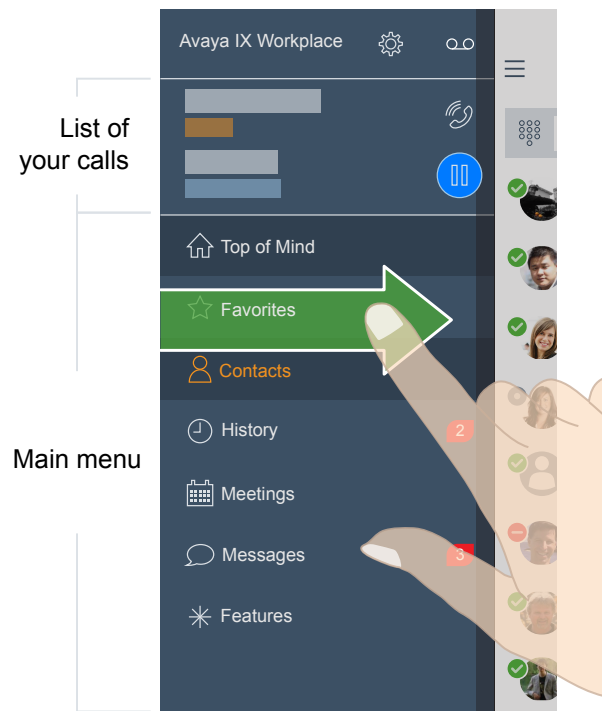 Avaya IX Workplace
List of
your calls
Top of Mind
Favorites
Contacts
History 2
Main menu
Meetings
Messages 3
Features